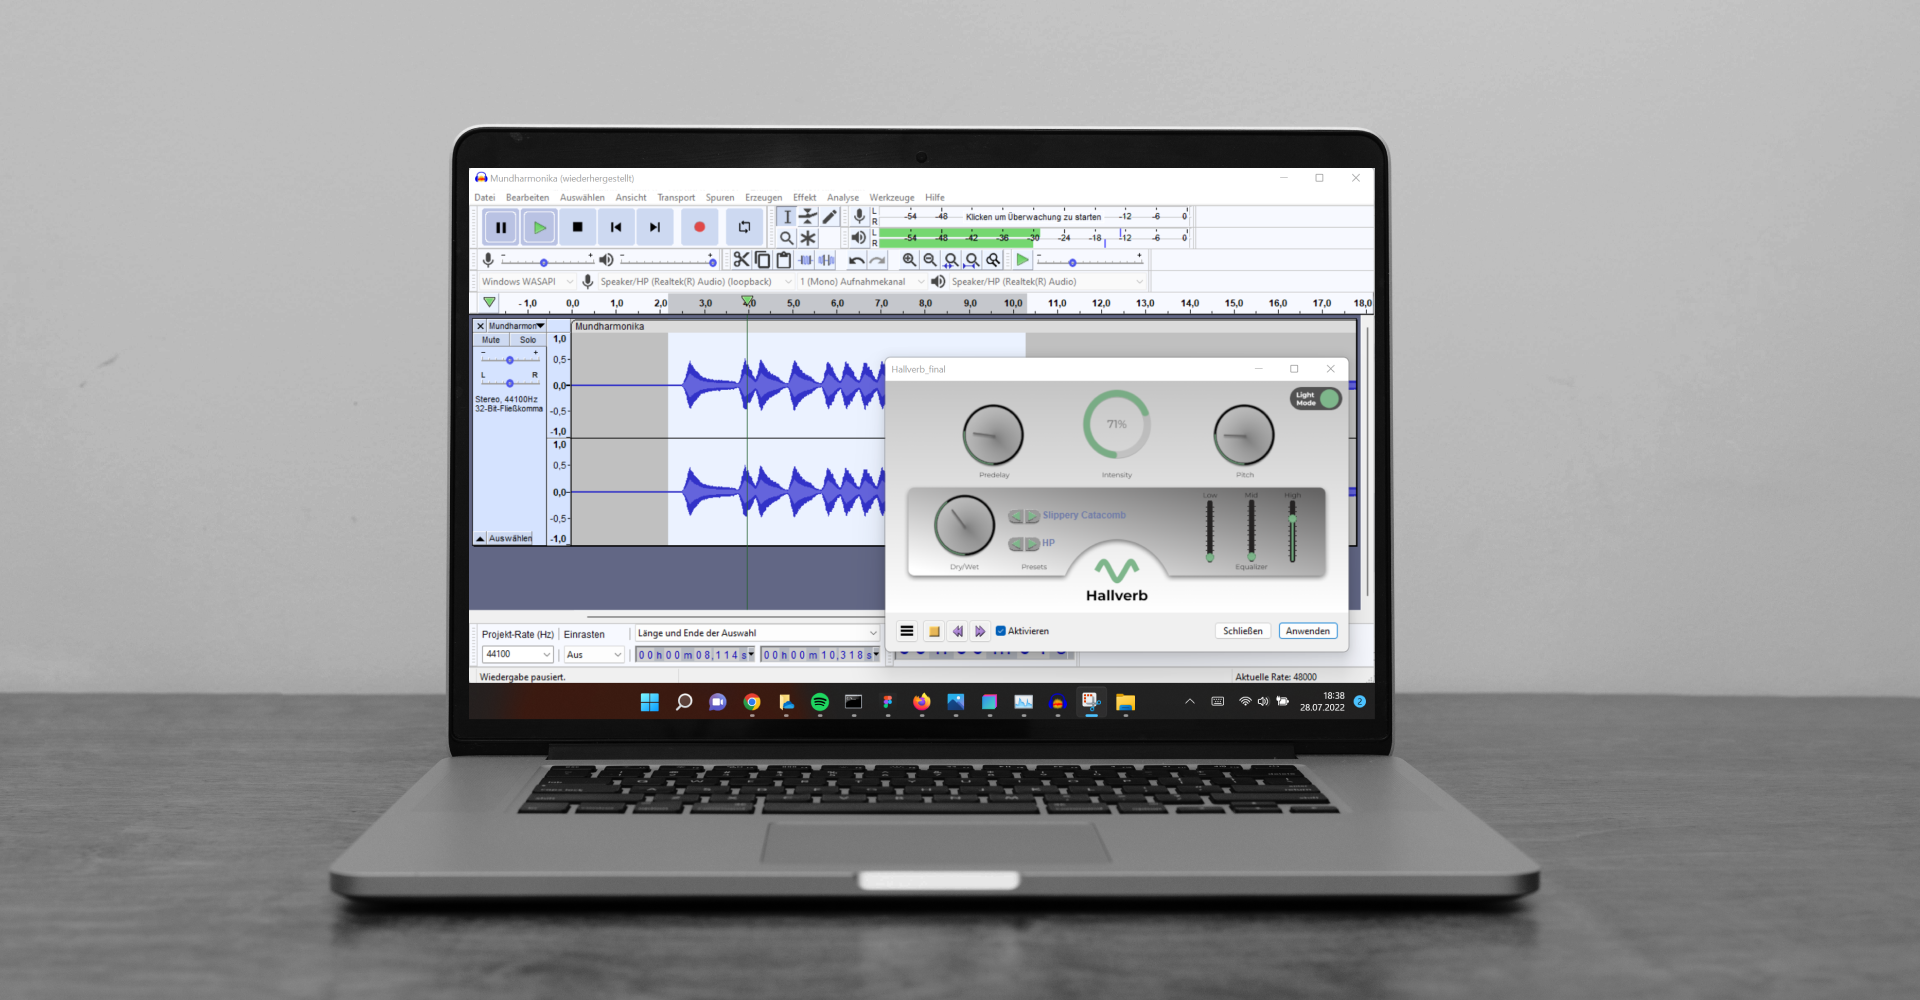 Mundharmonika (wiederhergestellt)
Datei Bearbeiten Auswählen Ansicht Transport Spuren Erzeugen Effekt Analyse Werkzeuge Hilfe
L
R
-54 -48 Klicken um Überwachung zu starten -12 -6 0
L
R
-54 -48 -42 -36 -30 -24 -18 -12 -6 0
Windows WASAPI Speaker/HP (Realtek(R) Audio) (loopback) 1 (Mono) Aufnahmekanal Speaker/HP (Realtek(R) Audio)
-1,0 0,0 1,0 2,0 3,0 4,0 5,0 6,0 7,0 8,0 9,0 10,0 11,0 12,0 13,0 14,0 15,0 16,0 17,0 18,0
Mundharmon
Mute Solo
L R
Stereo, 44100Hz
32-Bit-Fließkomma
Auswählen
1,0
0,5
0,0
-0,5
-1,0
1,0
0,5
0,0
-0,5
-1,0
Mundharmonika
Hallverb_final
Light
Mode
71%
Predelay Intensity Pitch
Low Mid High
Slippery Catacomb
HP
Dry/Wet Presets Equalizer
Hallverb
Aktivieren Schließen Anwenden
Projekt-Rate (Hz) Einrasten Länge und Ende der Auswahl
44100 Aus 00h00m08,114s 00h00m10,318s
Wiedergabe pausiert. Aktuelle Rate: 48000
18:38
28.07.2022
2